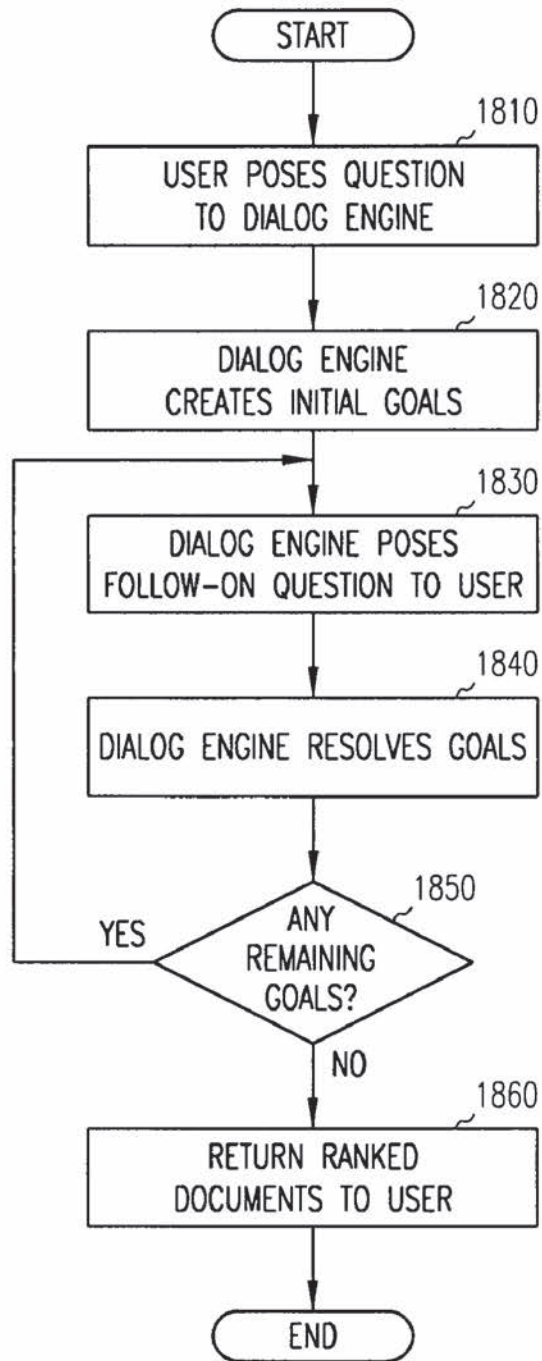 START
1810
USER POSES QUESTION
TO DIALOG ENGINE
1820
DIALOG ENGINE
CREATES INITIAL GOALS
1830
DIALOG ENGINE POSES
FOLLOW-ON QUESTION TO USER
1840
DIALOG ENGINE RESOLVES GOALS
1850
YES
ANY
REMAINING
GOALS?
NO
1860
RETURN RANKED
DOCUMENTS TO USER
END